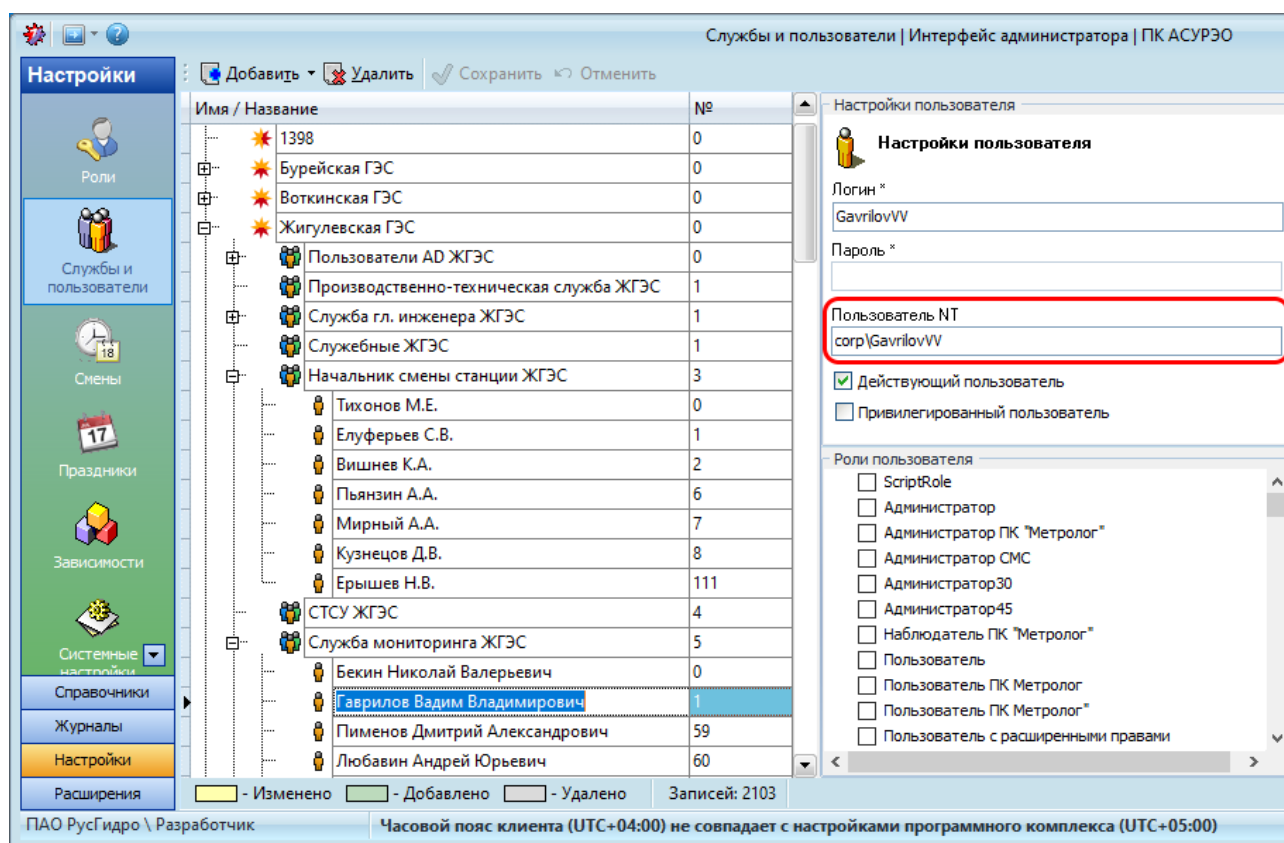 Службы и пользователи | Интерфейс администратора | ПК АСУРЭО
Настройки
Добавить
Удалить
Сохранить
Отменить
Роли
Службы и
пользователи
18
Смены
17
Праздники
Зависимости
Системные
настройки
Справочники
Журналы
Настройки
Расширения
Имя / Название №
1398 0
Бурейская ГЭС 0
Воткинская ГЭС 0
Жигулевская ГЭС 0
Пользователи AD ЖГЭС 0
Производственно-техническая служба ЖГЭС 1
Служба гл. инженера ЖГЭС 1
Служебные ЖГЭС 1
Начальник смены станции ЖГЭС 3
Тихонов М.Е. 0
Елуферьев С.В. 1
Вишнев К.А. 2
Пьянзин А.А. 6
Мирный А.А. 7
Кузнецов Д.В. 8
Ерышев Н.В. 111
СТСУ ЖГЭС 4
Служба мониторинга ЖГЭС 5
Бекин Николай Валерьевич 0
Гаврилов Вадим Владимирович 1
Пименов Дмитрий Александрович 59
Любавин Андрей Юрьевич 60
- Изменено - Добавлено - Удалено Записей: 2103
Настройки пользователя
Настройки пользователя
Логин *
GavrilovVV
Пароль *
Пользователь NT
corp\GavrilovVV
Действующий пользователь
Привилегированный пользователь
Роли пользователя
ScriptRole
Администратор
Администратор ПК "Метролог"
Администратор СМС
Администратор30
Администратор45
Наблюдатель ПК "Метролог"
Пользователь
Пользователь ПК Метролог
Пользователь ПК Метролог"
Пользователь с расширенными правами
ПАО РусГидро \ Разработчик
Часовой пояс клиента (UTC+04:00) не совпадает с настройками программного комплекса (UTC+05:00)